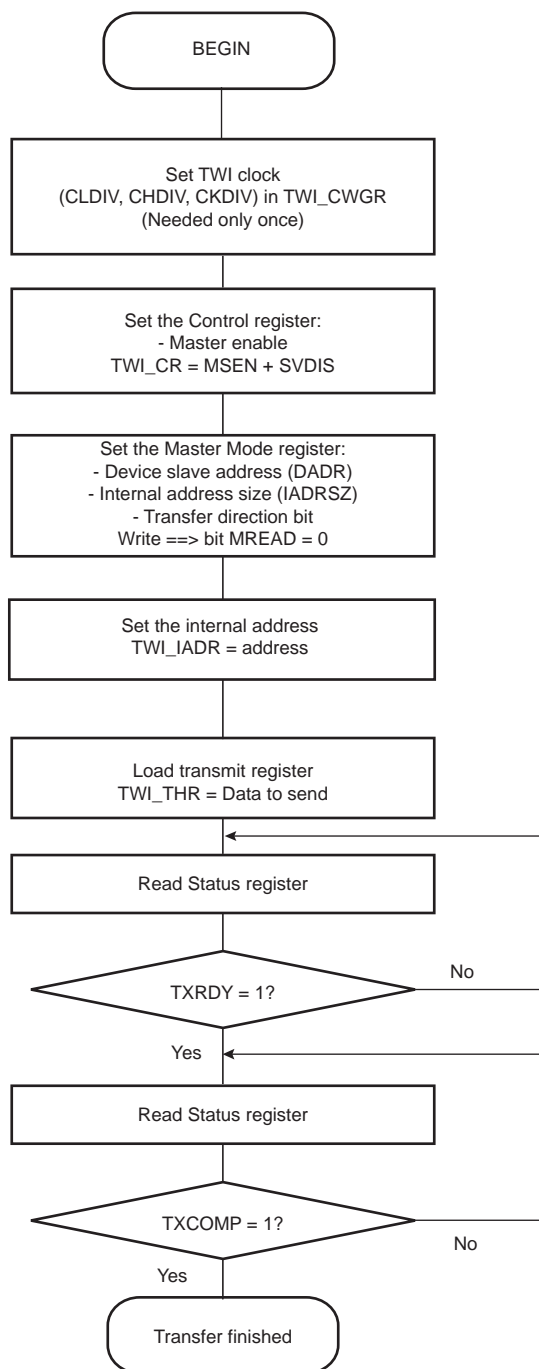 BEGIN
Set TWI clock
(CLDIV, CHDIV, CKDIV) in TWI_CWGR
(Needed only once)
Set the Control register:
- Master enable
TWI_CR = MSEN + SVDIS
Set the Master Mode register:
- Device slave address (DADR)
- Internal address size (IADRSZ)
- Transfer direction bit
Write ==> bit MREAD = 0
Set the internal address
TWI_IADR = address
Load transmit register
TWI_THR = Data to send
Read Status register
No
TXRDY = 1?
Yes
Read Status register
TXCOMP = 1?
No
Yes
Transfer finished